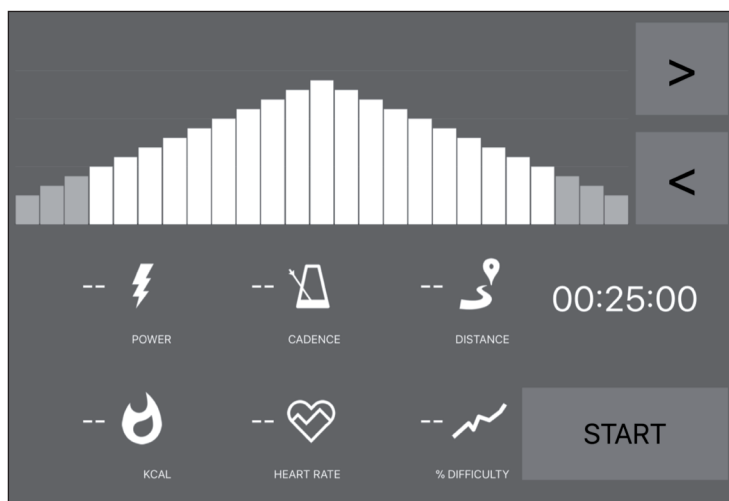 >
<
-- -- -- 00:25:00
POWER CADENCE DISTANCE
-- -- -- START
KCAL HEART RATE % DIFFICULTY